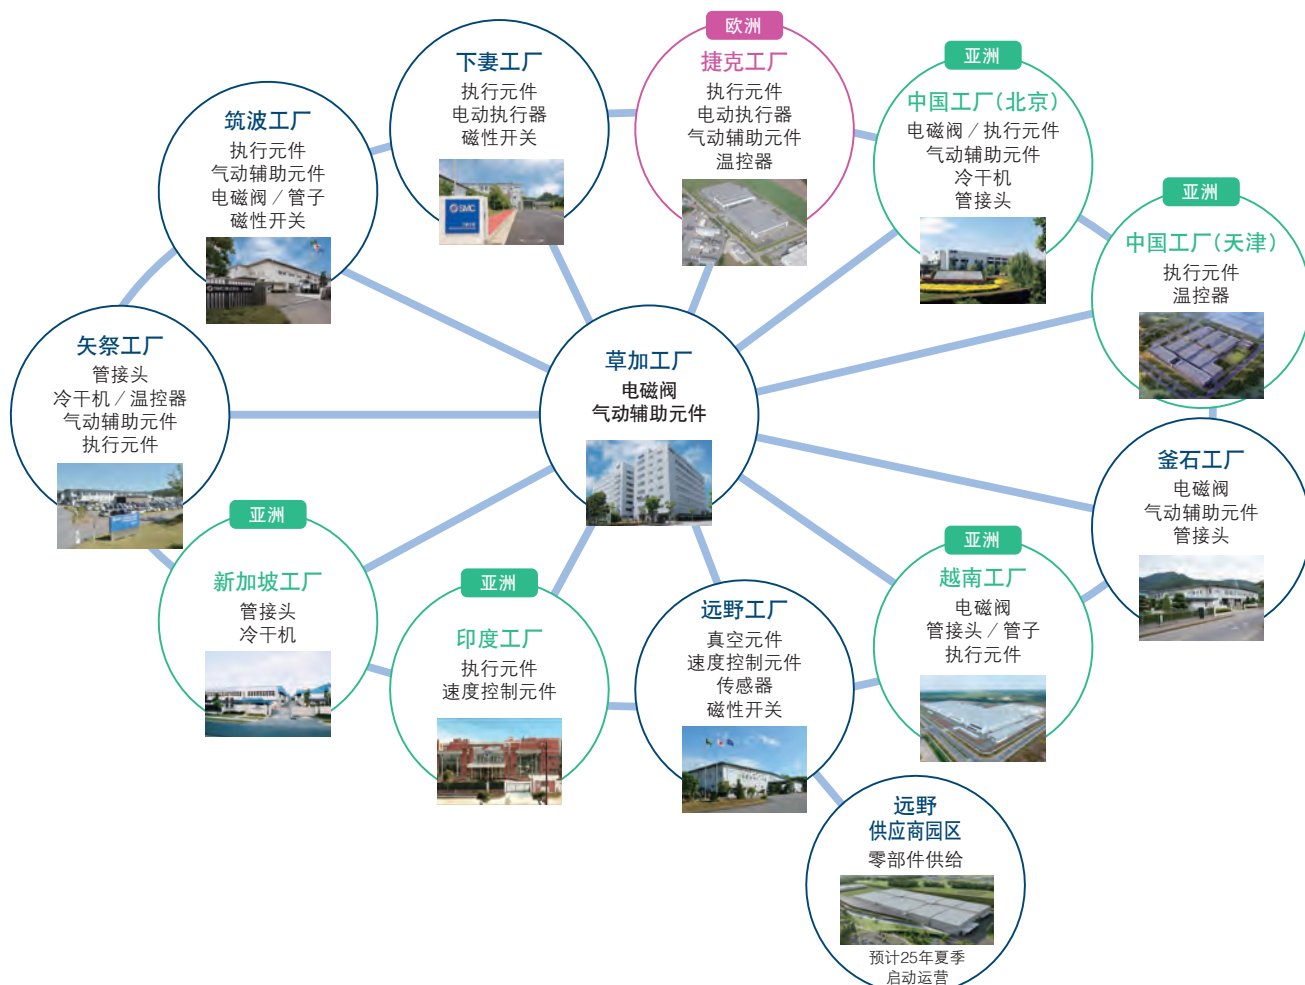 下妻工厂
执行元件
电动执行器
磁性开关
SMC
欧洲
捷克工厂
执行元件
电动执行器
气动辅助元件
温控器
亚洲
中国工厂(北京)
电磁阀／执行元件
气动辅助元件
冷干机
管接头
筑波工厂
执行元件
气动辅助元件
电磁阀／管子
磁性开关
亚洲
中国工厂(天津)
执行元件
温控器
矢祭工厂
管接头
冷干机／温控器
气动辅助元件
执行元件
草加工厂
电磁阀
气动辅助元件
釜石工厂
电磁阀
气动辅助元件
管接头
亚洲
新加坡工厂
管接头
冷干机
亚洲
印度工厂
执行元件
速度控制元件
远野工厂
真空元件
速度控制元件
传感器
磁性开关
亚洲
越南工厂
电磁阀
管接头／管子
执行元件
远野
供应商园区
零部件供给
预计25年夏季
启动运营